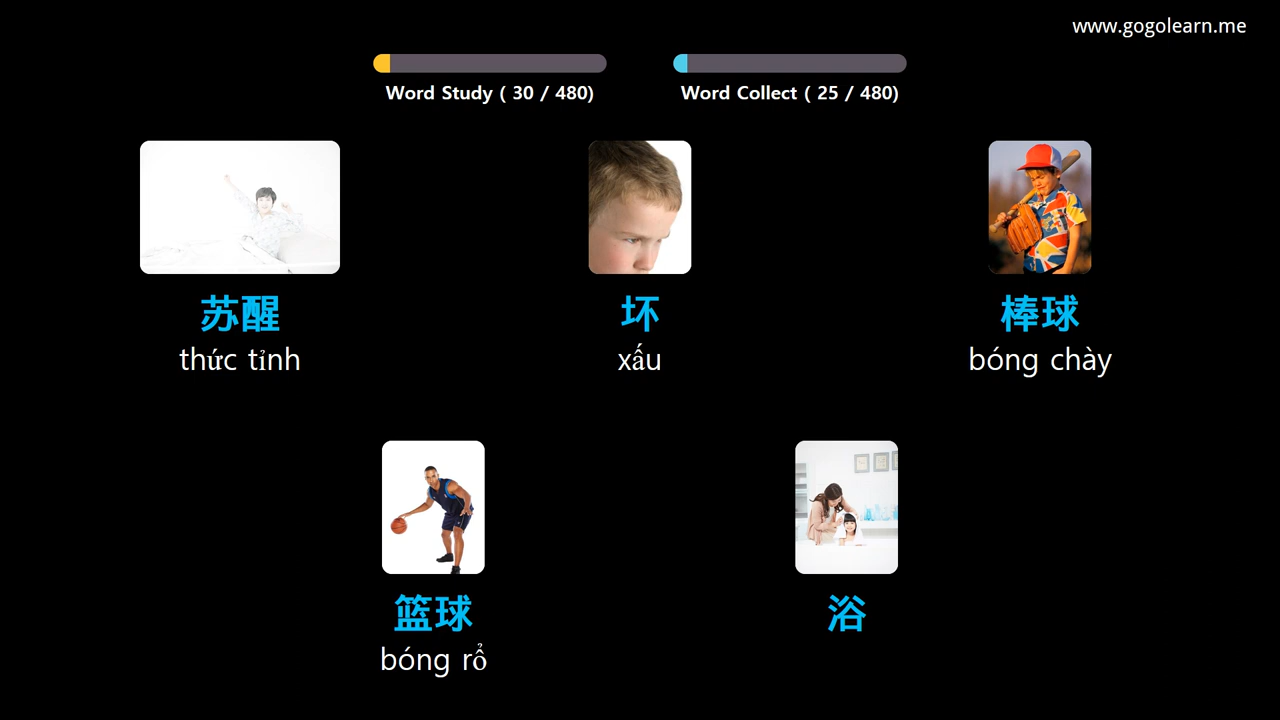 www.gogolearn.me
Word Study ( 30 / 480)
Word Collect ( 25 / 480)
苏醒
thức tỉnh
坏
xấu
棒球
bóng chày
篮球
bóng rổ
浴